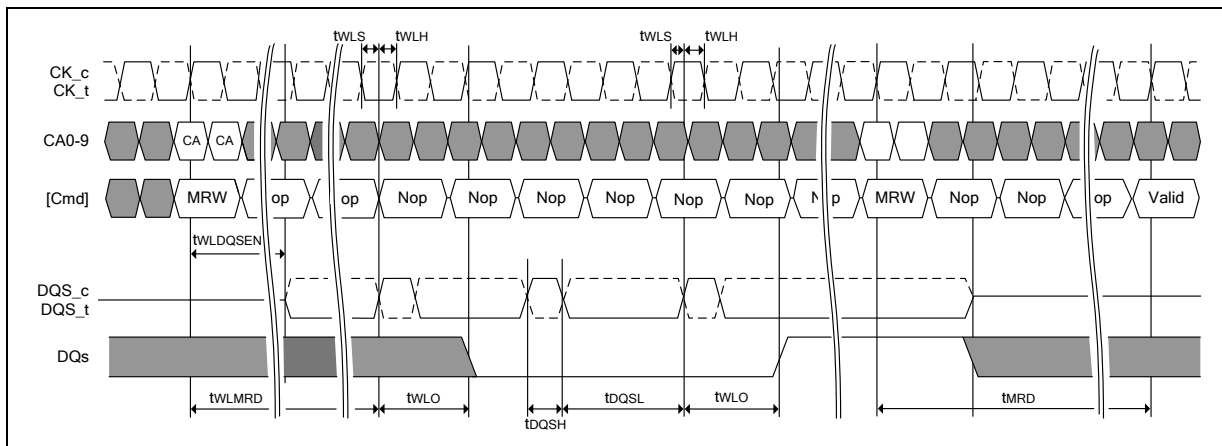 tWLS tWLH tWLS tWLH
CK_c
CK_t
CA0-9 CA CA
[Cmd] MRW op op Nop Nop Nop Nop Nop Nop N p MRW Nop Nop op Valid
tWLDQSEN
DQS_c
DQS_t
DQs
tWLMRD tWLO tDQSH tDQSL tWLO tMRD